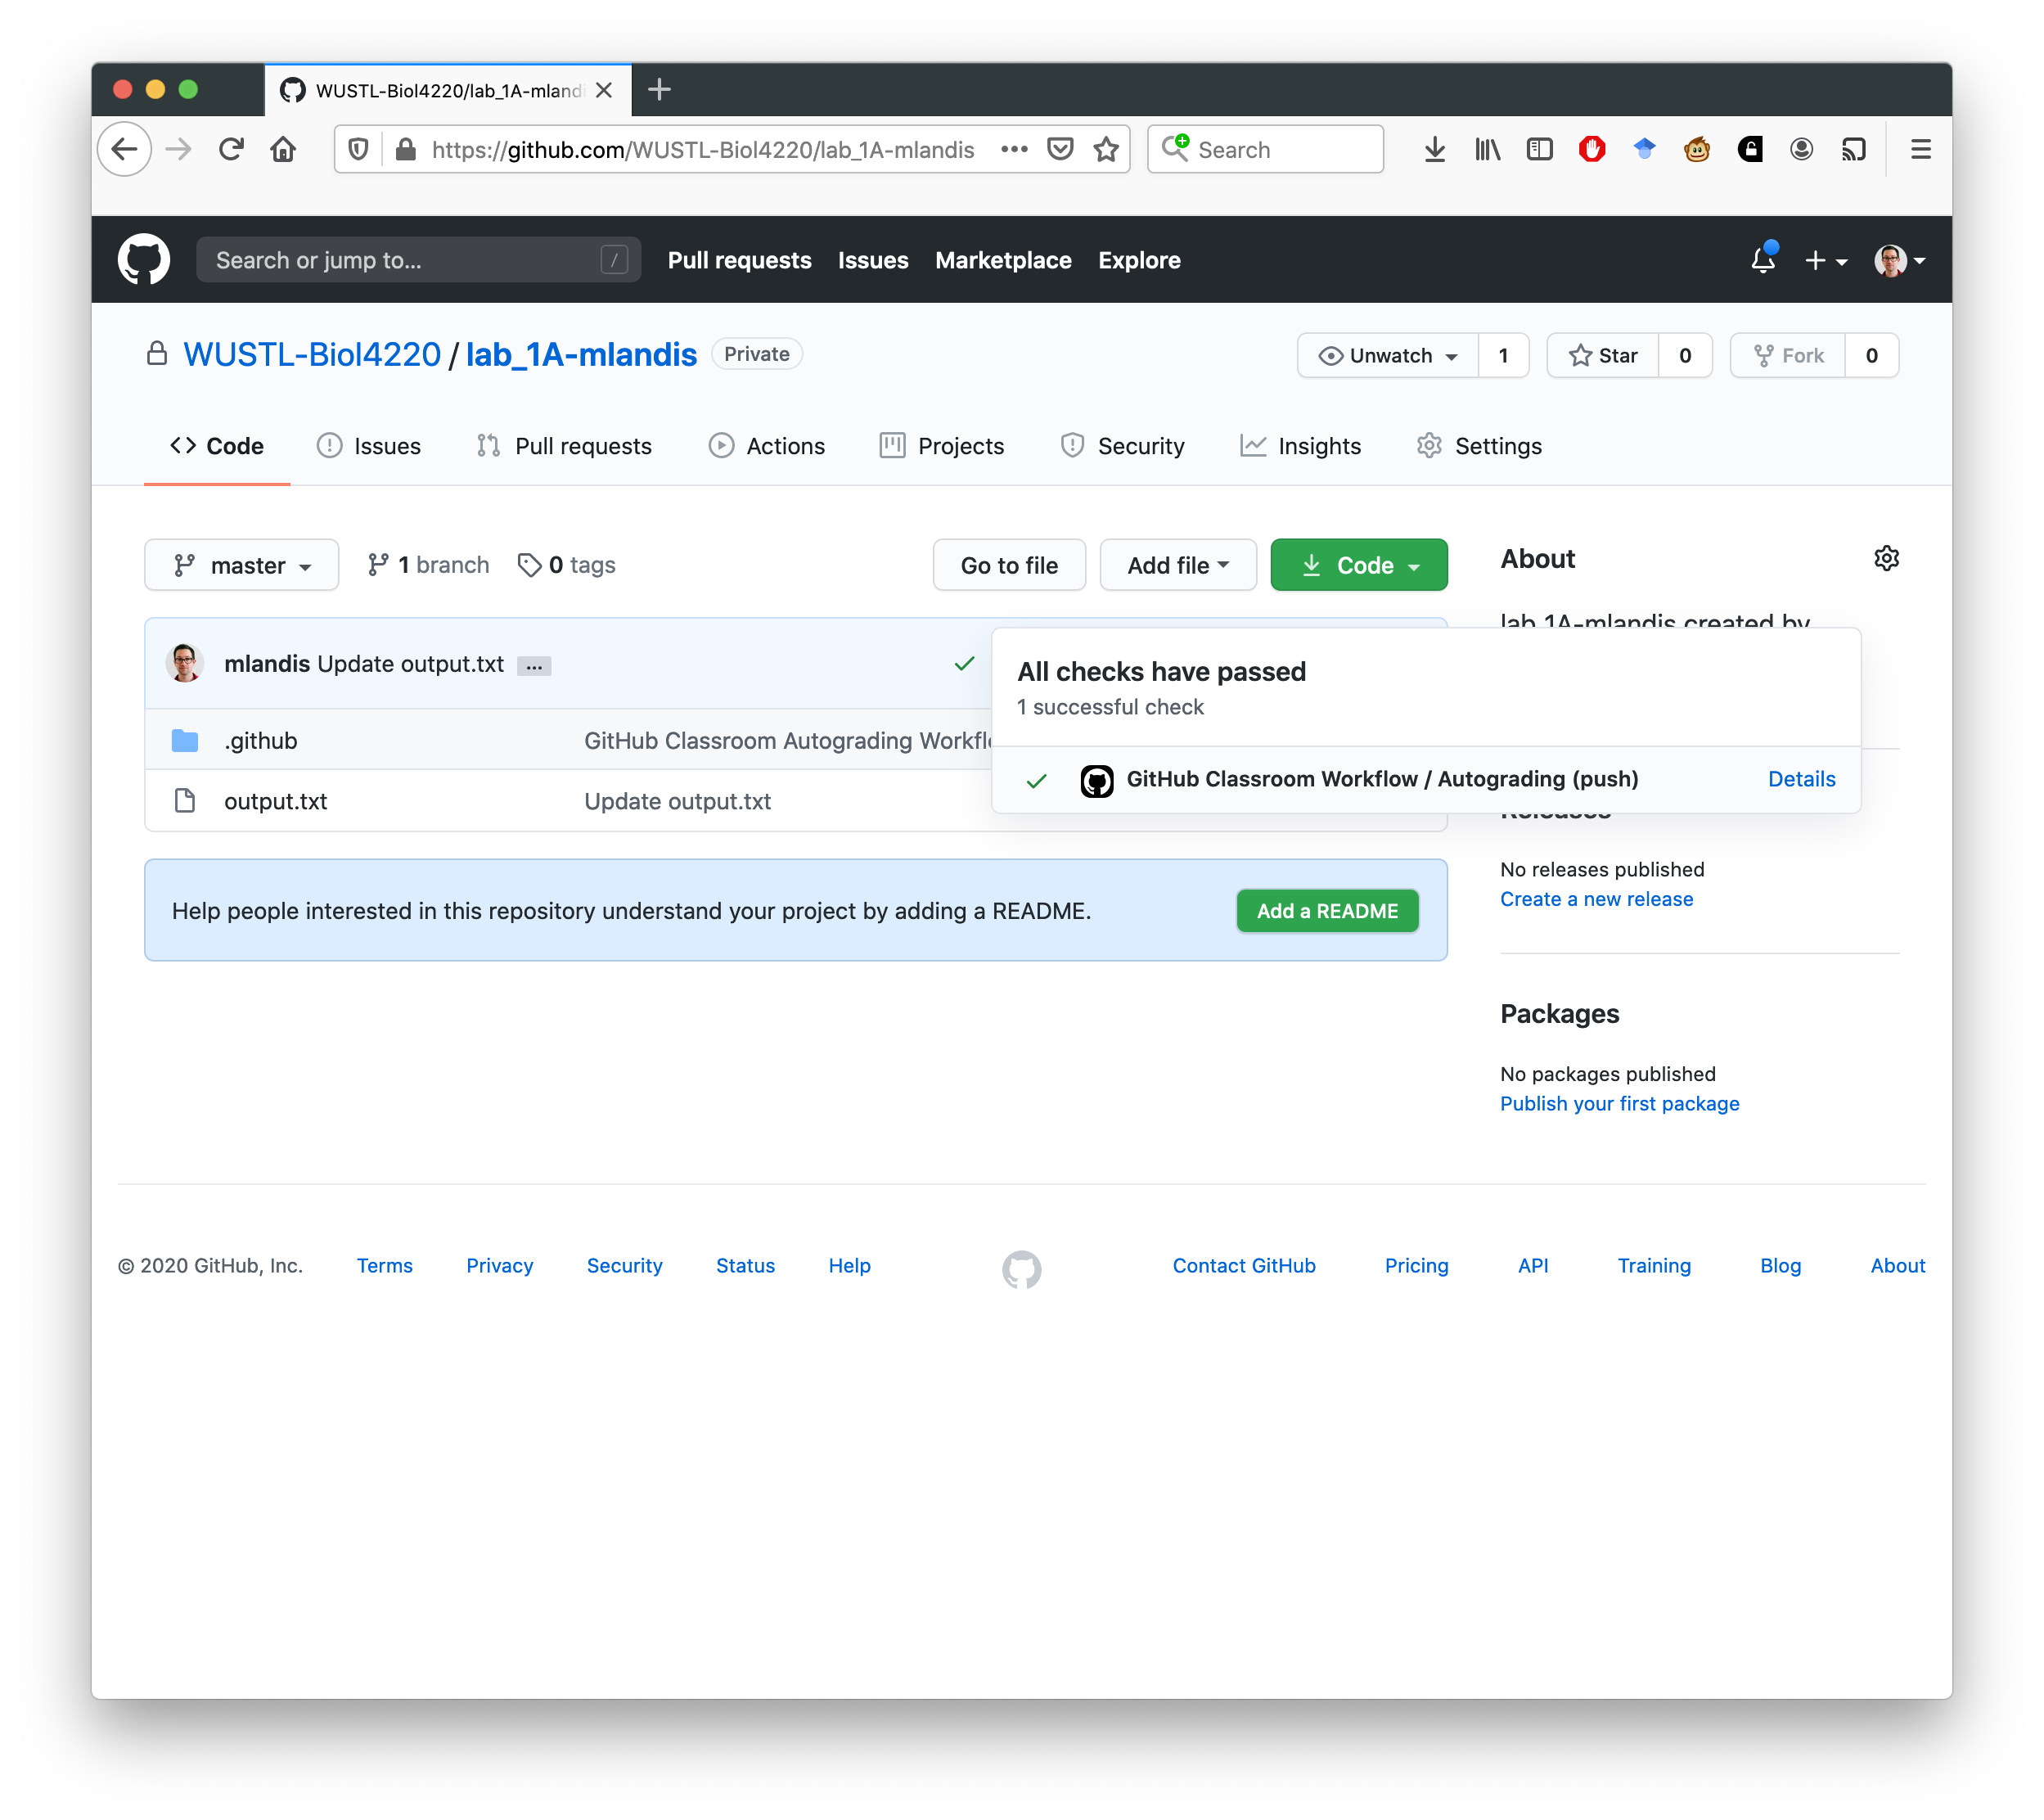 WUSTL-Biol4220/lab_1A-mland
https://github.com/WUSTL-Biol4220/lab_1A-mlandis
Search
Search or jump to...
/
Pull requests
Issues
Marketplace
Explore
WUSTL-Biol4220 / lab_1A-mlandis
Private
Unwatch
1
Star
0
Fork
0
Code
Issues
Pull requests
Actions
Projects
Security
Insights
Settings
master
1 branch
0 tags
Go to file
Add file
Code
About
lab_1A-mlandis created by
mlandis Update output.txt ...
All checks have passed
1 successful check
GitHub Classroom Workflow / Autograding (push)
Details
.github
GitHub Classroom Autograding Workfl
output.txt
Update output.txt
Releases
No releases published
Create a new release
Help people interested in this repository understand your project by adding a README.
Add a README
Packages
No packages published
Publish your first package
© 2020 GitHub, Inc.
Terms
Privacy
Security
Status
Help
Contact GitHub
Pricing
API
Training
Blog
About